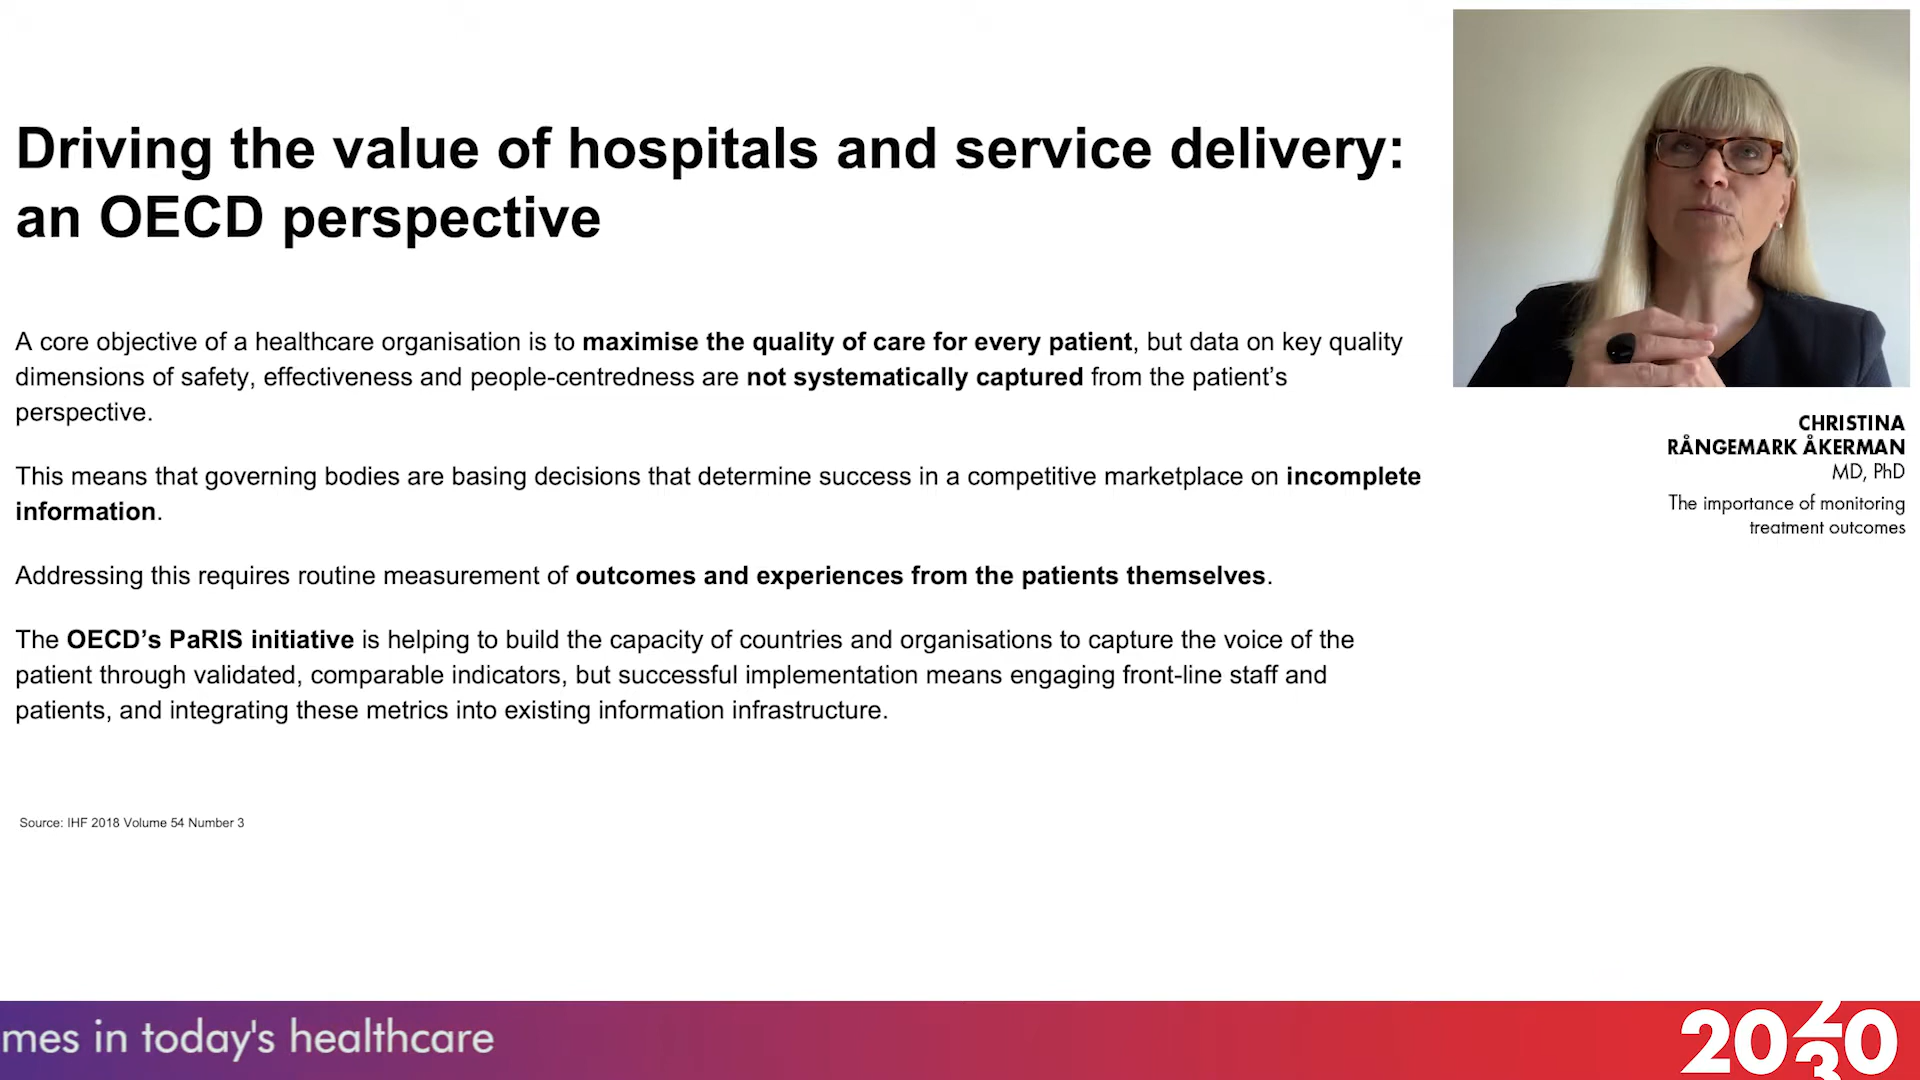 Driving the value of hospitals and service delivery:
an OECD perspective
A core objective of a healthcare organisation is to maximise the quality of care for every patient, but data on key quality
dimensions of safety, effectiveness and people-centredness are not systematically captured from the patient’s
perspective.
This means that governing bodies are basing decisions that determine success in a competitive marketplace on incomplete
information.
Addressing this requires routine measurement of outcomes and experiences from the patients themselves.
The OECD’s PaRIS initiative is helping to build the capacity of countries and organisations to capture the voice of the
patient through validated, comparable indicators, but successful implementation means engaging front-line staff and
patients, and integrating these metrics into existing information infrastructure.
Source: IHF 2018 Volume 54 Number 3
CHRISTINA
RÅNGEMARK ÅKERMAN
MD, PhD
The importance of monitoring
treatment outcomes
mes in today's healthcare
20230